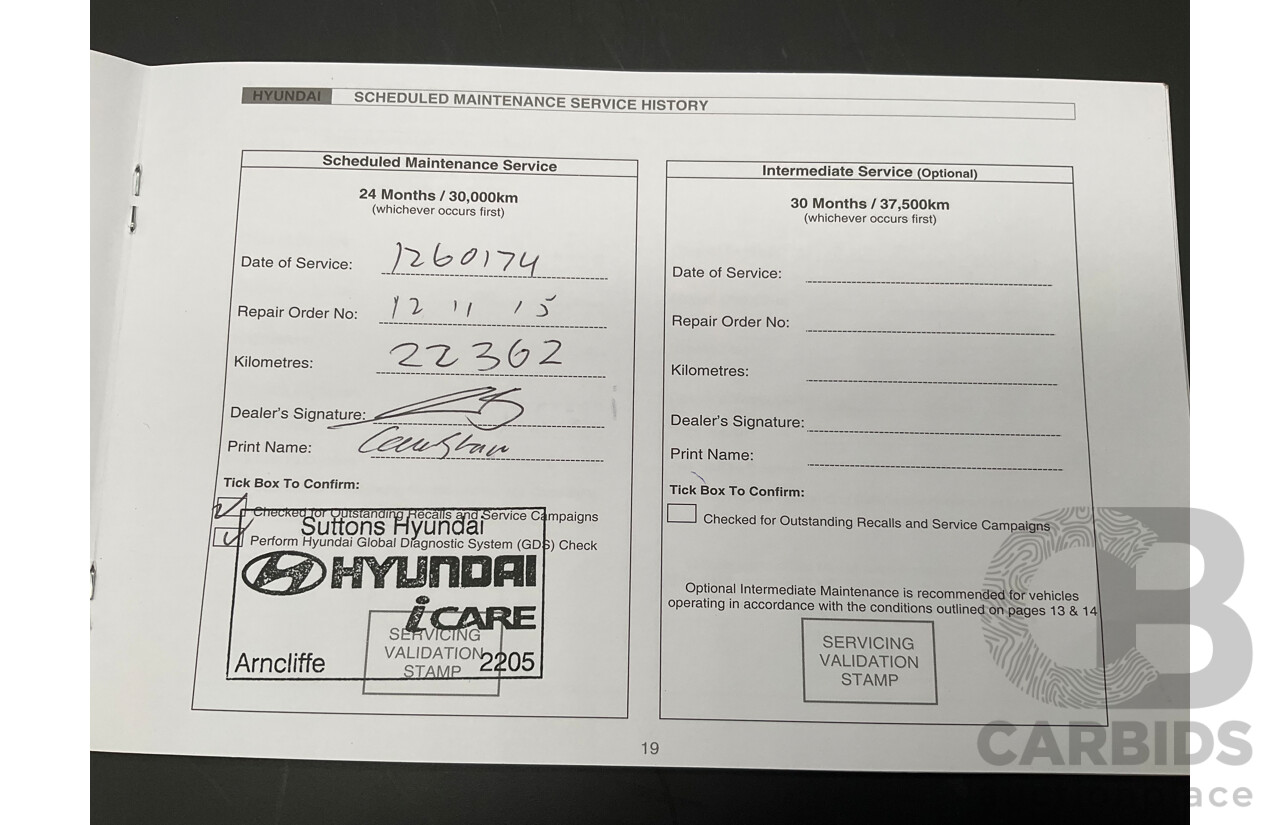 HYUNDAI SCHEDULED MAINTENANCE SERVICE HISTORY
Scheduled Maintenance Service
24 Months / 30,000km
(whichever occurs first)
Date of Service: 1260174
Repair Order No: 12 11 15
Kilometres: 22362
Dealer's Signature:
Print Name:
Tick Box To Confirm:
Checked for Outstanding Recalls and Service Campaigns
Perform Hyundai Global Diagnostic System (GDS) Check
Suttons Hyundai
HYUNDAI
iCARE
Arncliffe 2205
SERVICING
VALIDATION
STAMP
Intermediate Service (Optional)
30 Months / 37,500km
(whichever occurs first)
Date of Service:
Repair Order No:
Kilometres:
Dealer's Signature:
Print Name:
Tick Box To Confirm:
Checked for Outstanding Recalls and Service Campaigns
Optional Intermediate Maintenance is recommended for vehicles
operating in accordance with the conditions outlined on pages 13 & 14
SERVICING
VALIDATION
STAMP
19
CB
CARBIDS